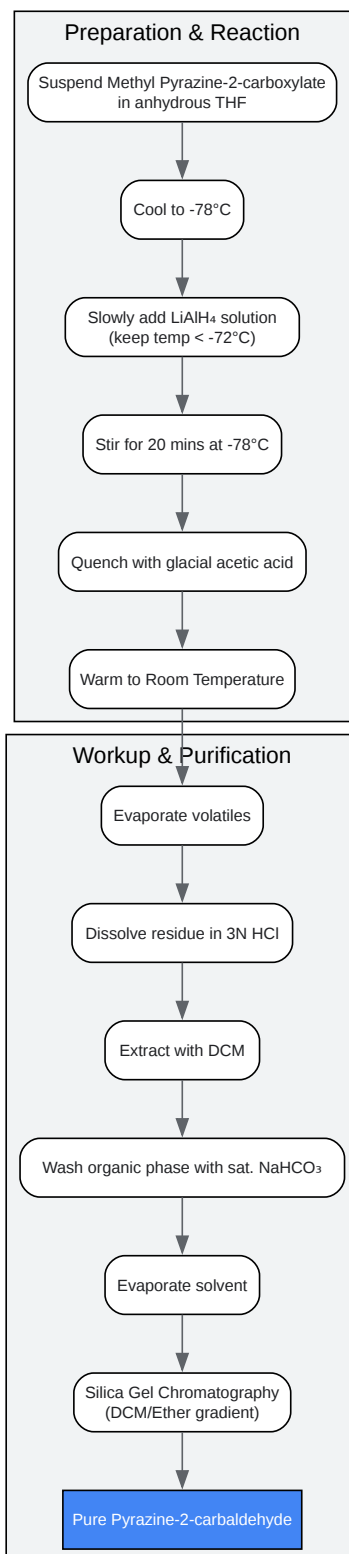 Preparation & Reaction
Suspend Methyl Pyrazine-2-carboxylate
in anhydrous THF
Cool to -78°C
Slowly add LiAlH₄ solution
(keep temp < -72°C)
Stir for 20 mins at -78°C
Quench with glacial acetic acid
Warm to Room Temperature
Workup & Purification
Evaporate volatiles
Dissolve residue in 3N HCl
Extract with DCM
Wash organic phase with sat. NaHCO₃
Evaporate solvent
Silica Gel Chromatography
(DCM/Ether gradient)
Pure Pyrazine-2-carbaldehyde